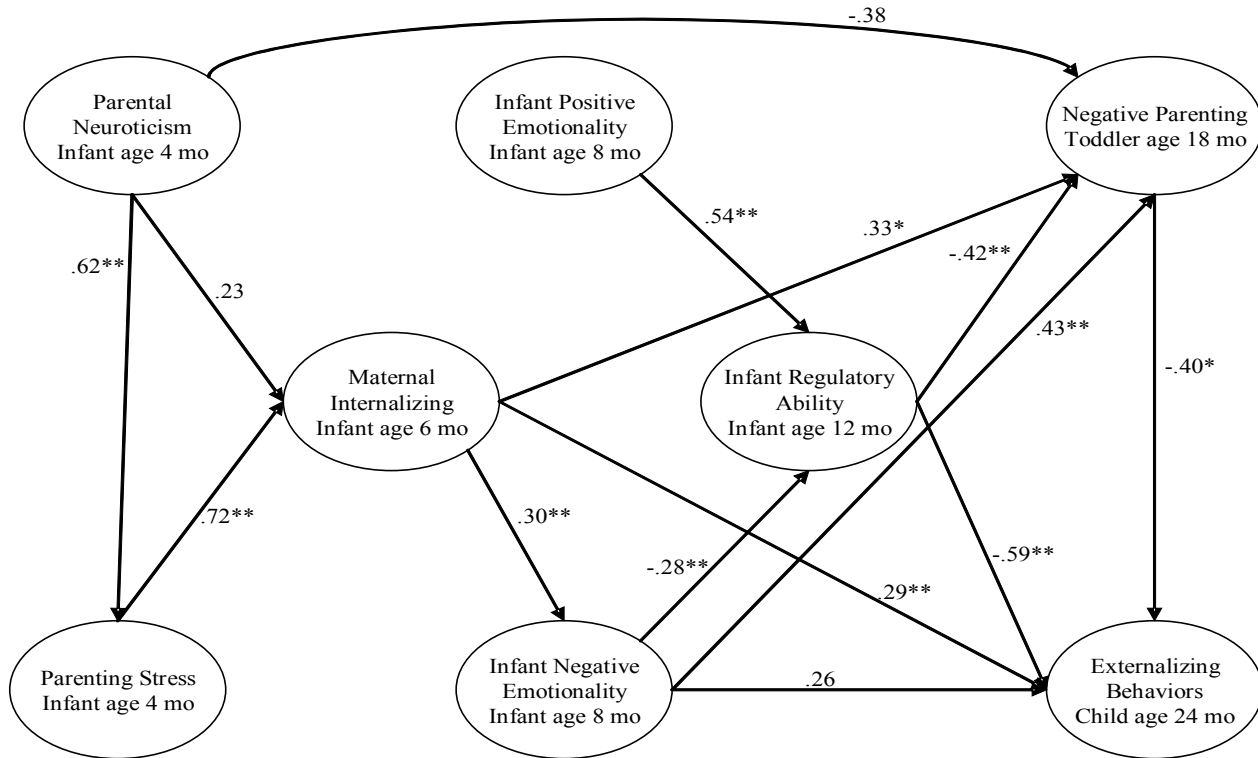 -.38
Parental
Neuroticism
Infant age 4 mo
Infant Positive
Emotionality
Infant age 8 mo
Negative Parenting
Toddler age 18 mo
.54**
.33*
-.42**
.62**
.23
.43**
-.40*
Maternal
Internalizing
Infant age 6 mo
Infant Regulatory
Ability
Infant age 12 mo
.72**
.30**
-.28**
.29**
-.59**
Parenting Stress
Infant age 4 mo
Infant Negative
Emotionality
Infant age 8 mo
.26
Externalizing
Behaviors
Child age 24 mo